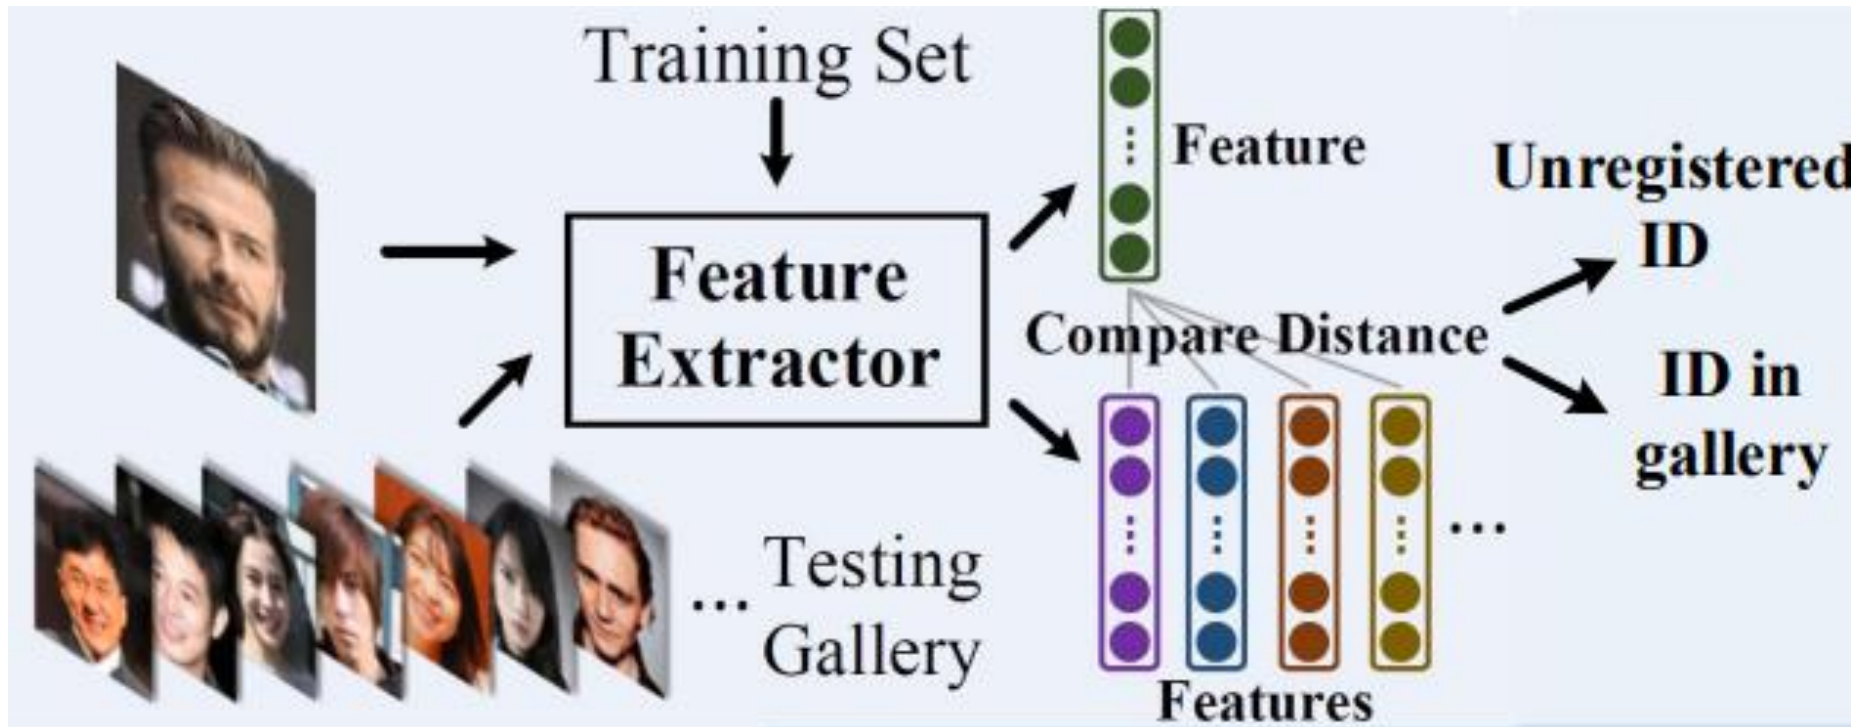 Training Set
Feature
Extractor
Feature
Compare Distance
Unregistered
ID
ID in
gallery
...
Testing
Gallery
...
Features